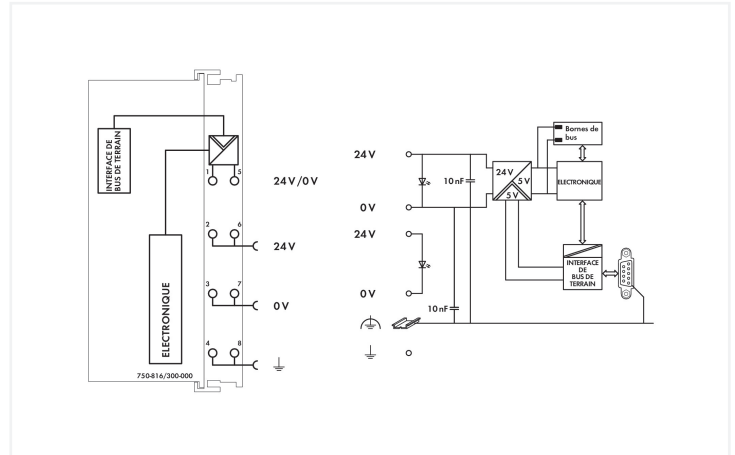 INTERFACE DE
BUS DE TERRAIN
ELECTRONIQUE
750-816/300-000
1 5
24 V / 0 V
2 6
24 V
3 7
0 V
4 8
24 V
0 V
24 V
0 V
10 nF
10 nF
24 V
5 V
5 V
Bornes de
bus
ELECTRONIQUE
INTERFACE
DE
BUS DE
TERRAIN